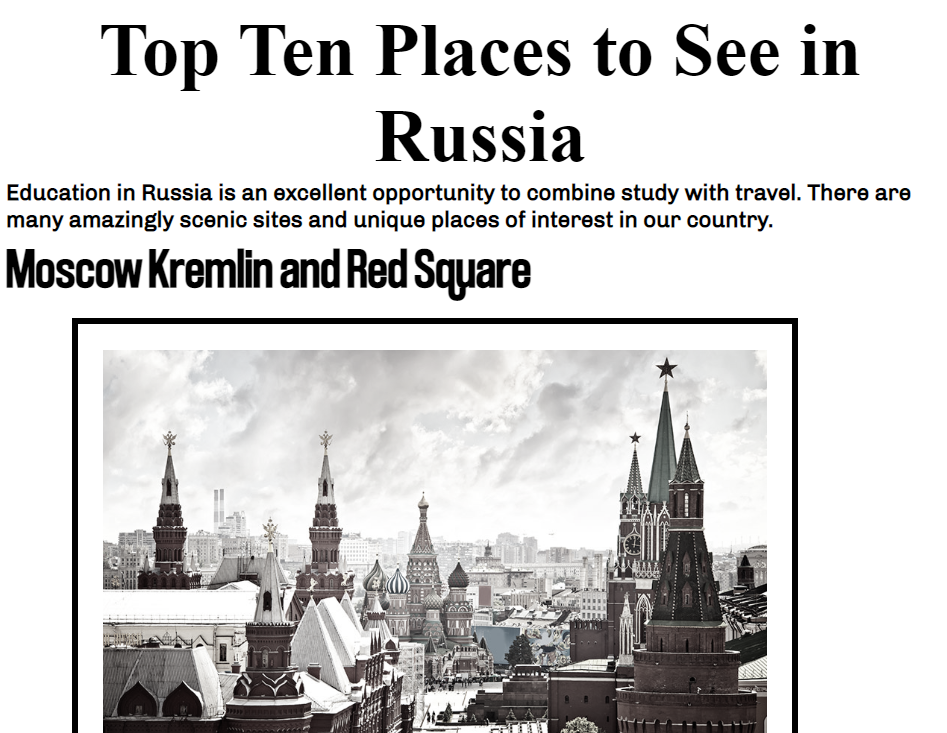 Top Ten Places to See in
Russia
Education in Russia is an excellent opportunity to combine study with travel. There are
many amazingly scenic sites and unique places of interest in our country.
Moscow Kremlin and Red Square